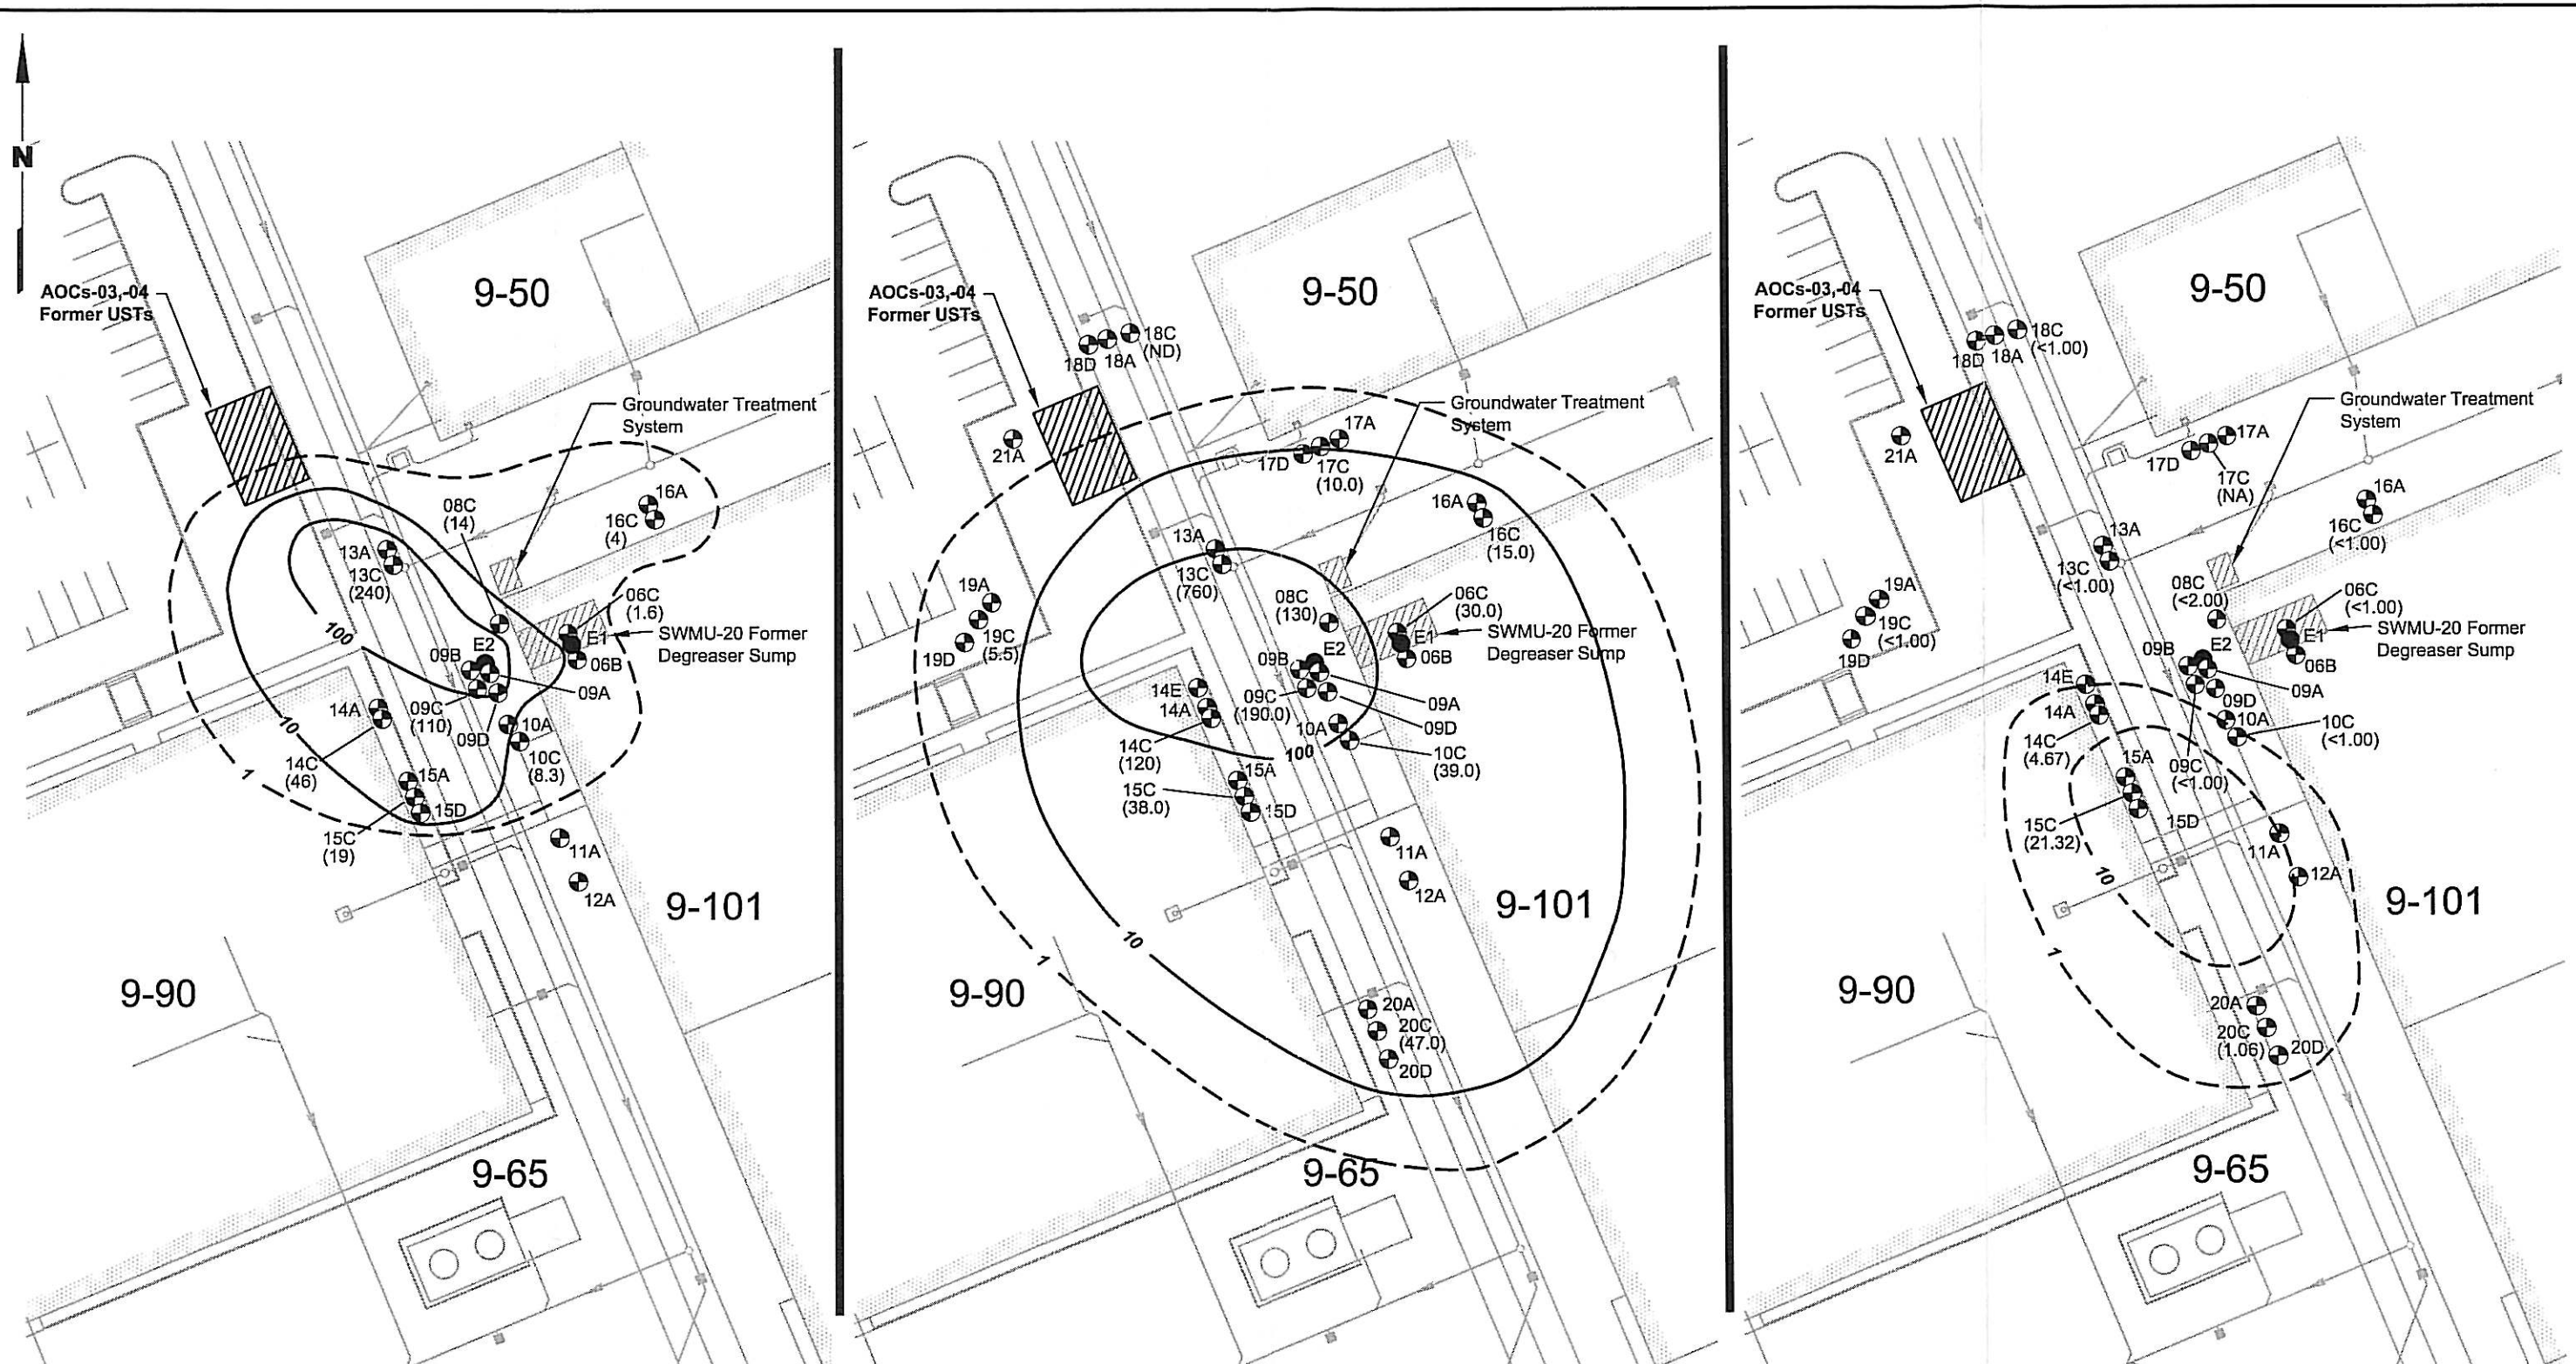 N
9-50
AOCs-03,-04
Former USTs
Groundwater Treatment
System
08C
(14)
16A
16C
(4)
13A
13C
(240)
06C
(1.6)
100
E2
E1
SWMU-20 Former
Degreaser Sump
09B
06B
09A
14A
09C
(110)
10
09D
10A
14C
(46)
10C
(8.3)
1
15A
15D
15C
(19)
11A
12A
9-101
9-90
9-65
9-50
AOCs-03,-04
Former USTs
18C
(ND)
18D
18A
Groundwater Treatment
System
17A
21A
17D
17C
(10.0)
16A
16C
(15.0)
13A
13C
(760)
19A
08C
(130)
06C
(30.0)
19C
(5.5)
E2
E1
SWMU-20 Former
Degreaser Sump
19D
09B
06B
14E
09C
(190.0)
09A
14A
10A
09D
14C
(120)
100
10C
(39.0)
15A
15C
(38.0)
15D
11A
12A
9-101
10
1
9-90
20A
20C
(47.0)
20D
9-65
9-50
AOCs-03,-04
Former USTs
18C
(<1.00)
18D
18A
Groundwater Treatment
System
17A
21A
17D
17C
(NA)
16A
16C
(<1.00)
13A
13C
(<1.00)
19A
08C
(<2.00)
06C
(<1.00)
19C
(<1.00)
E2
E1
SWMU-20 Former
Degreaser Sump
19D
09B
06B
14E
09A
14A
09D
10A
10C
(<1.00)
14C
(4.67)
15A
09C
(<1.00)
15C
(21.32)
15D
11A
10
12A
9-101
1
9-90
20A
20C
(1.06)
20D
9-65